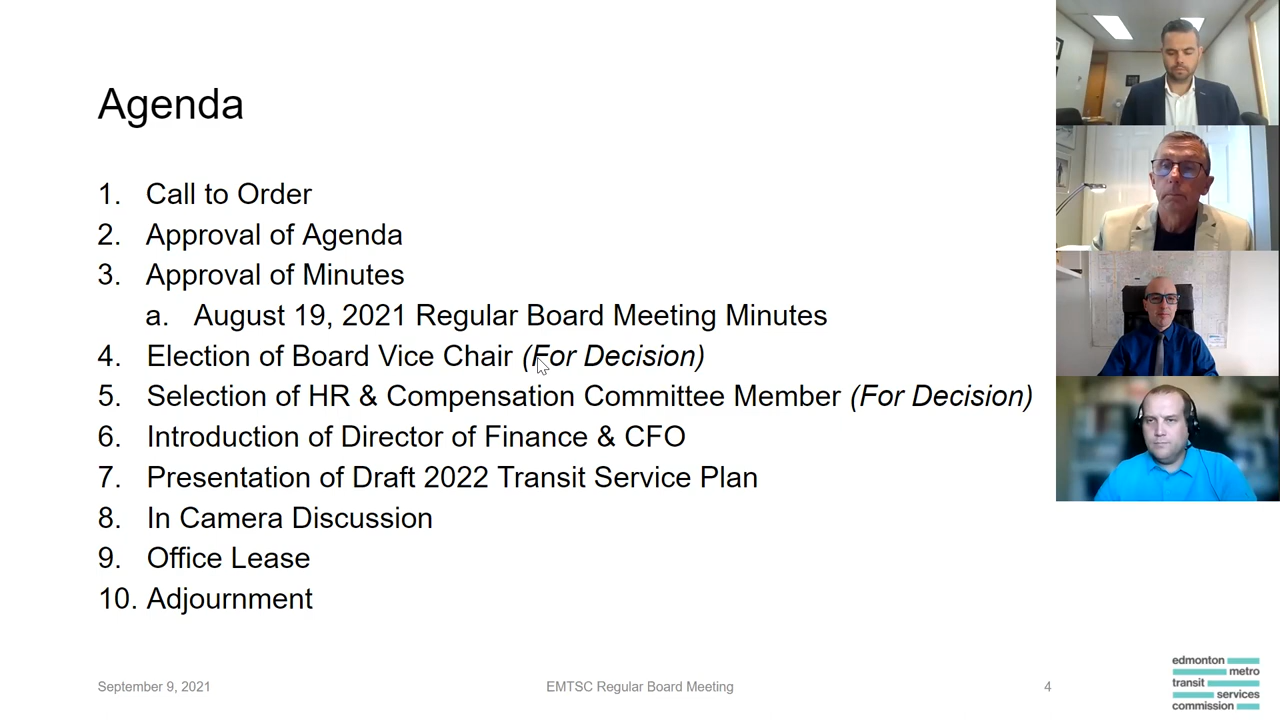 Agenda
1. Call to Order
2. Approval of Agenda
3. Approval of Minutes
a. August 19, 2021 Regular Board Meeting Minutes
4. Election of Board Vice Chair (For Decision)
5. Selection of HR & Compensation Committee Member (For Decision)
6. Introduction of Director of Finance & CFO
7. Presentation of Draft 2022 Transit Service Plan
8. In Camera Discussion
9. Office Lease
10. Adjournment
September 9, 2021
EMTSC Regular Board Meeting
4
edmonton
metro
transit
services
commission